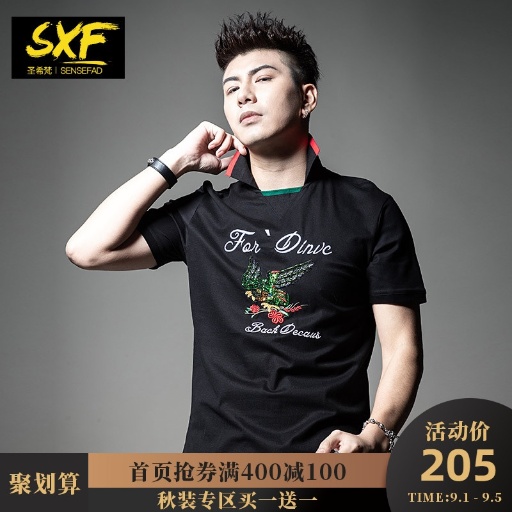 SXF
圣希梵 | SENSEFAD
For`Dinvc
Back Decaus
聚划算
首页抢券满400减100
秋装专区买一送一
活动价
205
TIME:9.1 - 9.5